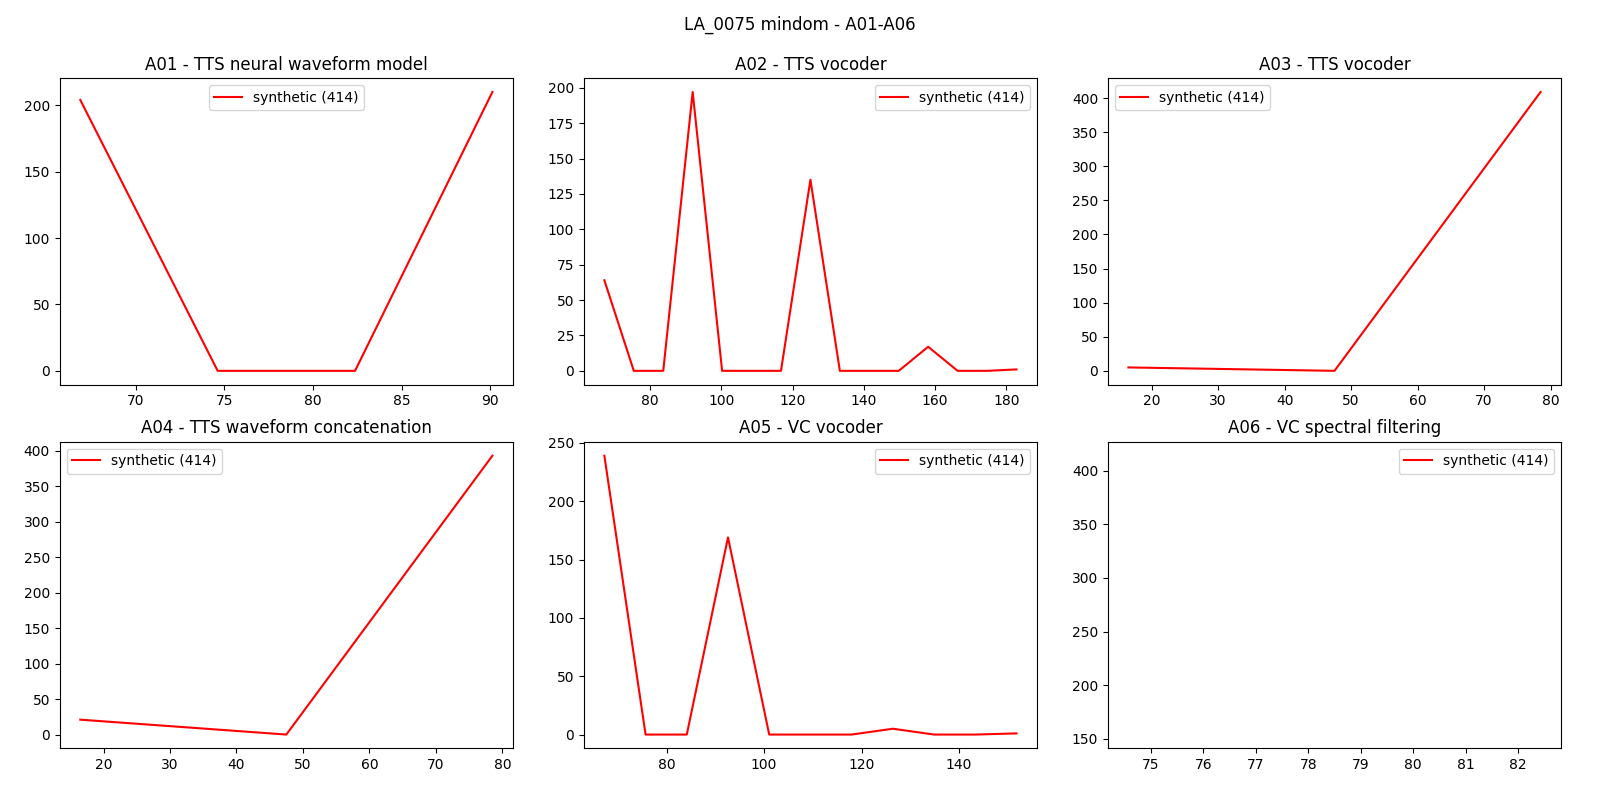 LA_0075 mindom - A01-A06
A01 - TTS neural waveform model
synthetic (414)
200
150
100
50
0
70 75 80 85 90
A02 - TTS vocoder
synthetic (414)
200
175
150
125
100
75
50
25
0
80 100 120 140 160 180
A03 - TTS vocoder
synthetic (414)
400
350
300
250
200
150
100
50
0
20 30 40 50 60 70 80
A04 - TTS waveform concatenation
synthetic (414)
400
350
300
250
200
150
100
50
0
20 30 40 50 60 70 80
A05 - VC vocoder
synthetic (414)
250
200
150
100
50
0
80 100 120 140
A06 - VC spectral filtering
synthetic (414)
400
350
300
250
200
150
75 76 77 78 79 80 81 82